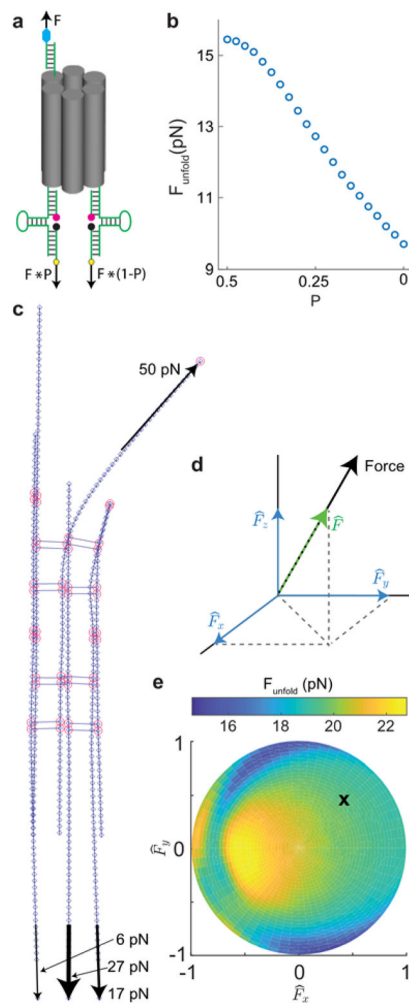 a
F
F*P
F*(1-P)
b
F_unfold(pN)
15
13
11
9
0.5
0.25
0
P
c
50 pN
6 pN
27 pN
17 pN
d
Force
F̂
F̂_z
F̂_y
F̂_x
e
F_unfold (pN)
16
18
20
22
1
0
-1
F̂_y
x
-1
0
1
F̂_x